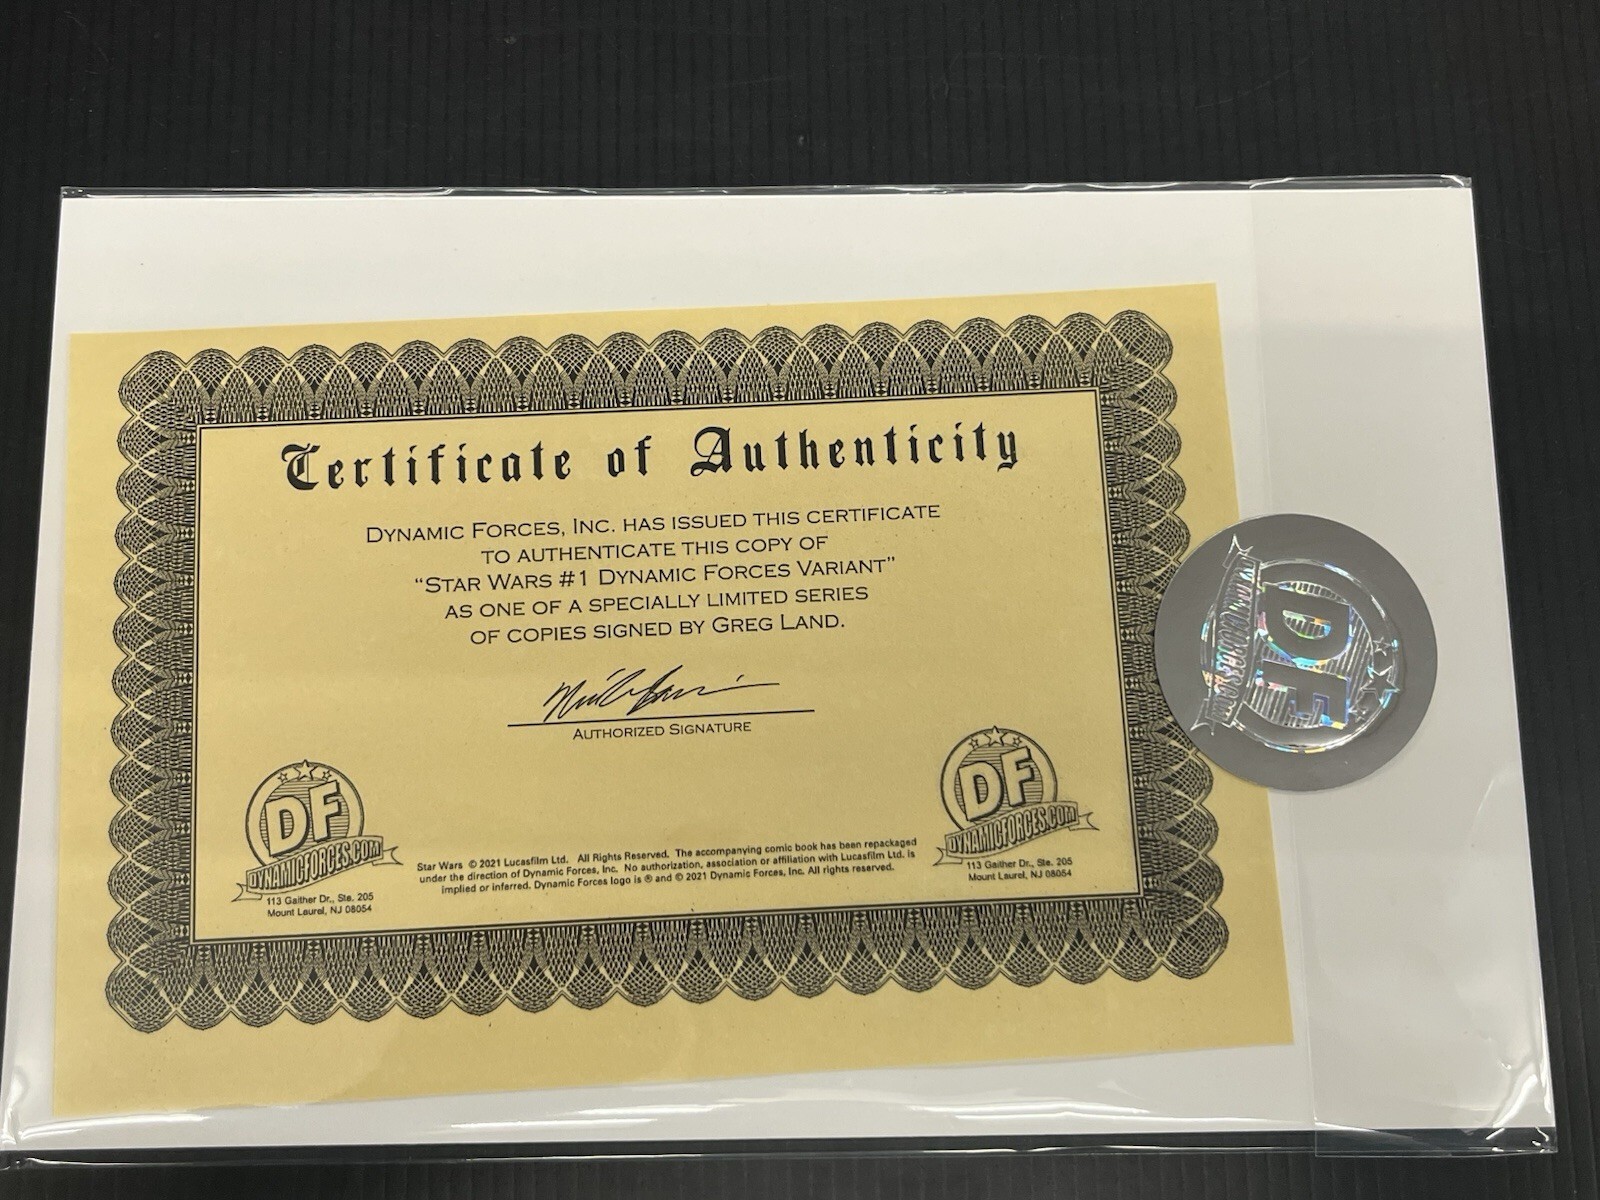 Certificate of Authenticity
DYNAMIC FORCES, INC. HAS ISSUED THIS CERTIFICATE
TO AUTHENTICATE THIS COPY OF
"STAR WARS #1 DYNAMIC FORCES VARIANT"
AS ONE OF A SPECIALLY LIMITED SERIES
OF COPIES SIGNED BY GREG LAND.
AUTHORIZED SIGNATURE
DF
DYNAMICFORCES.COM
113 Gaither Dr., Ste. 205
Mount Laurel, NJ 08054
Star Wars © 2021 Lucasfilm Ltd. All Rights Reserved. The accompanying comic book has been repackaged
under the direction of Dynamic Forces, Inc. No authorization, association or affiliation with Lucasfilm Ltd. is
implied or inferred. Dynamic Forces logo is ® and © 2021 Dynamic Forces, Inc. All rights reserved.
DF
DYNAMICFORCES.COM
113 Gaither Dr., Ste. 205
Mount Laurel, NJ 08054
DF
DYNAMICFORCES.COM